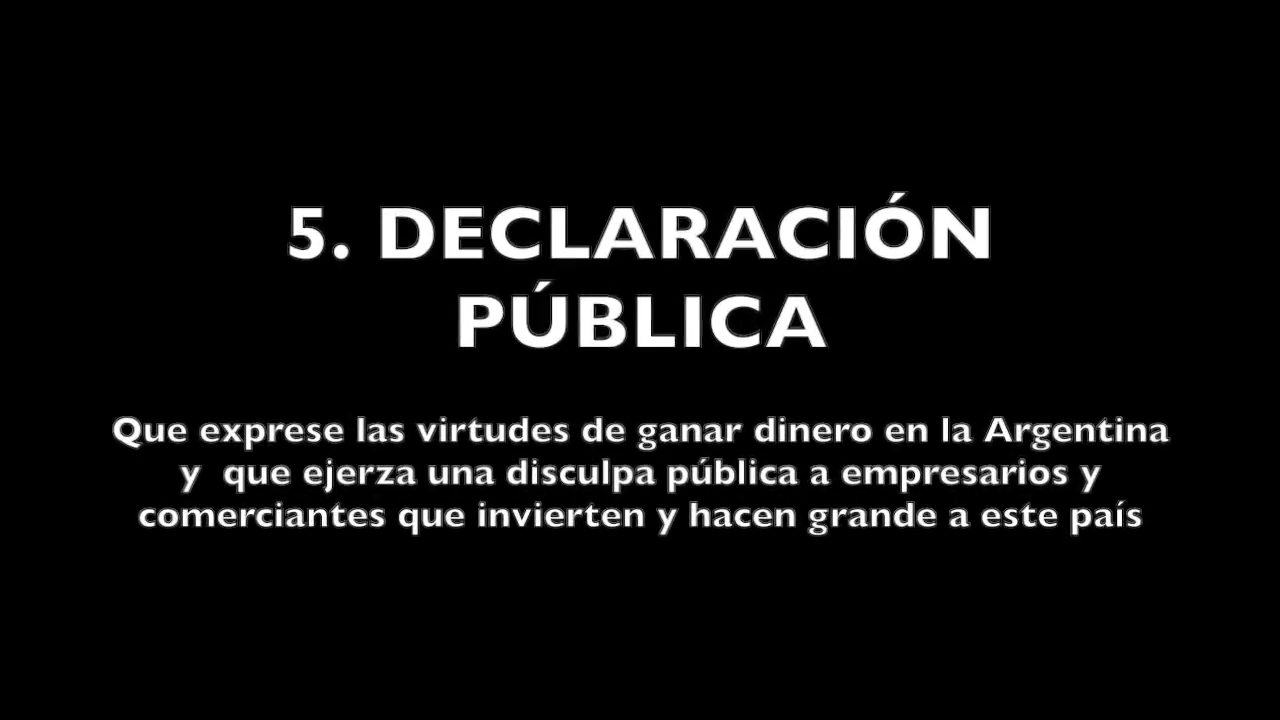 5. DECLARACIÓN
PÚBLICA
Que exprese las virtudes de ganar dinero en la Argentina
y  que ejerza una disculpa pública a empresarios y
comerciantes que invierten y hacen grande a este país